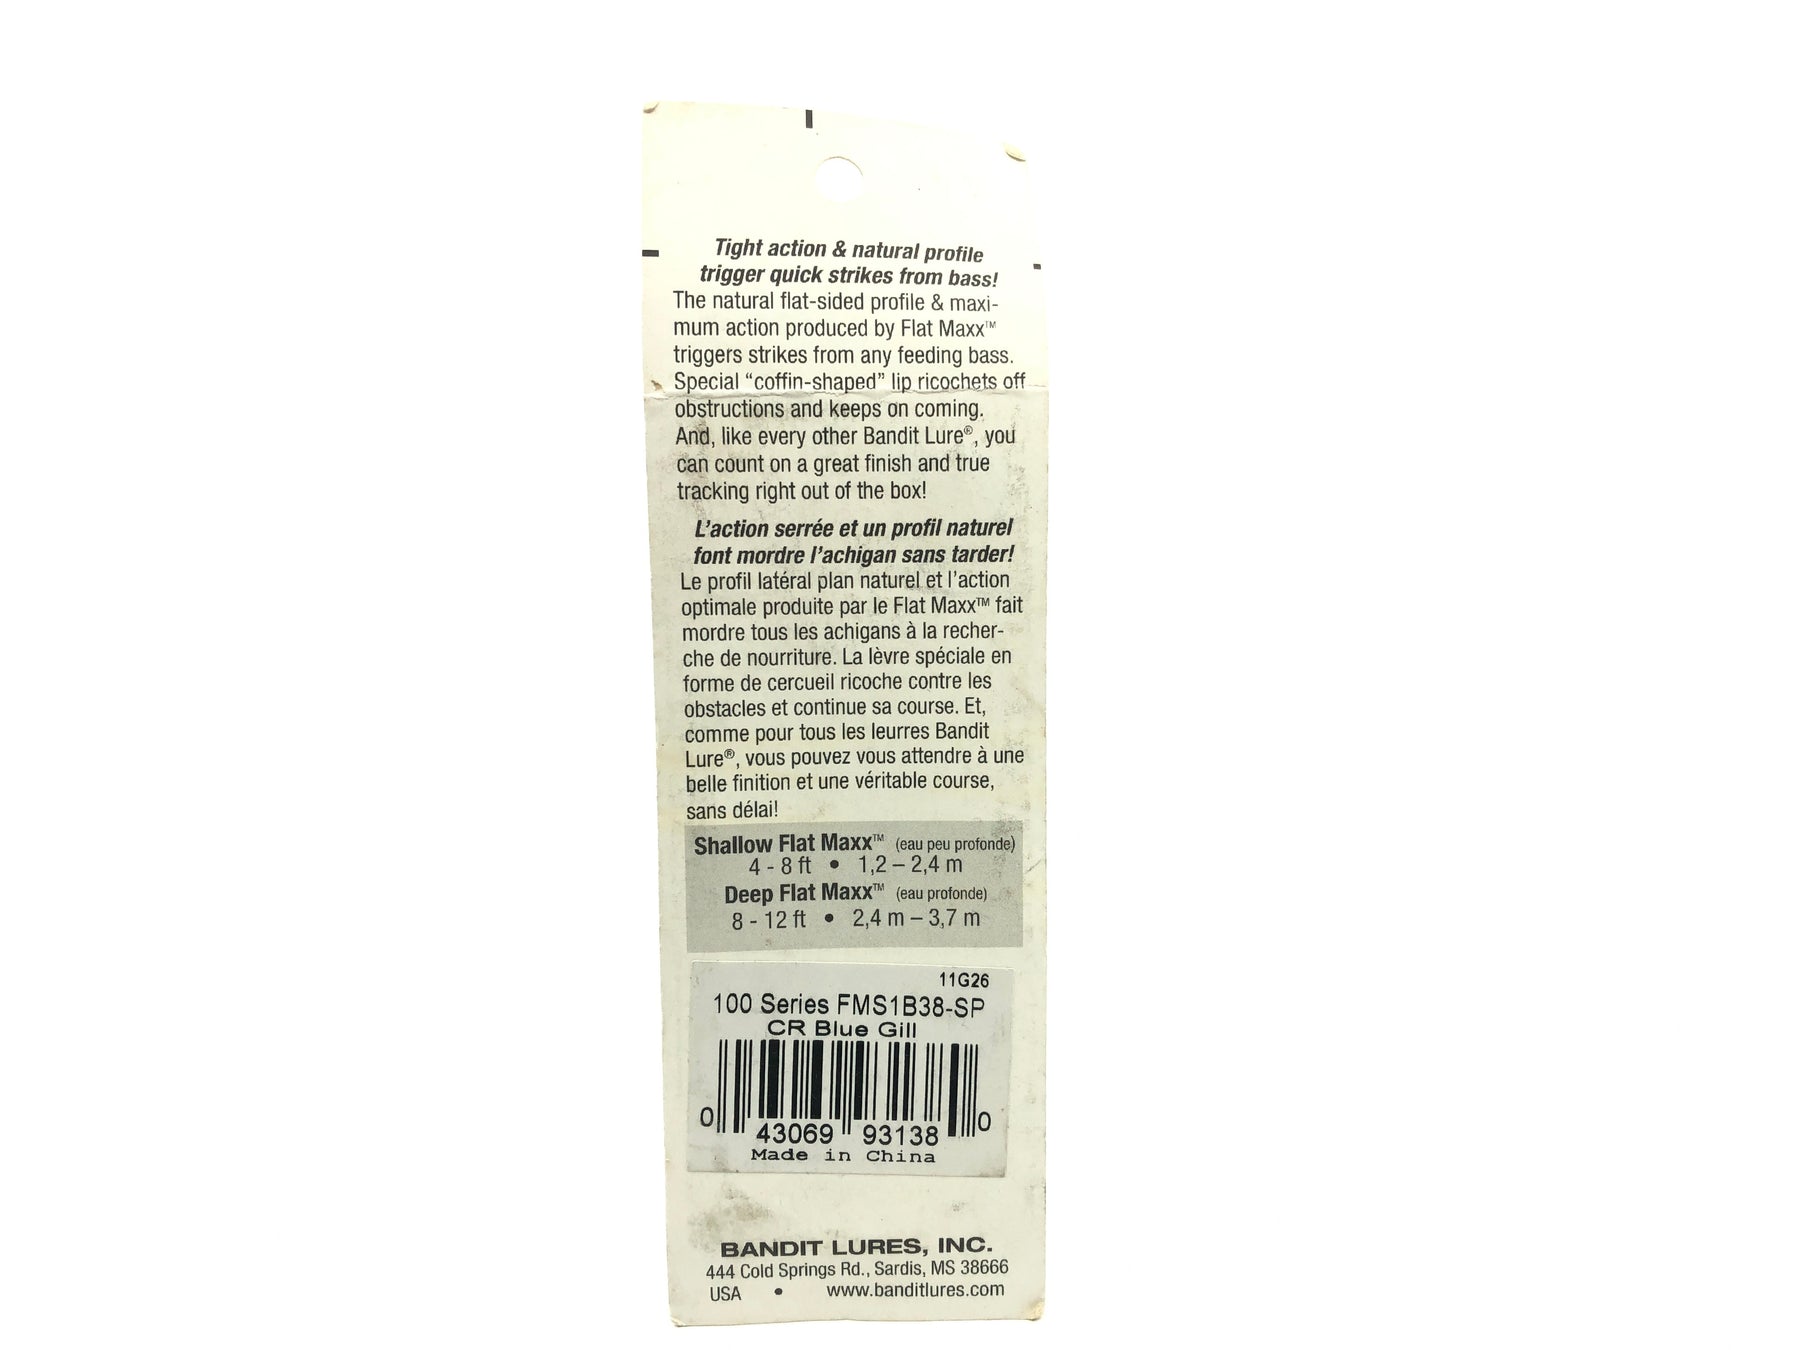 Tight action & natural profile
trigger quick strikes from bass!
The natural flat-sided profile & maxi-
mum action produced by Flat Maxx™
triggers strikes from any feeding bass.
Special “coffin-shaped” lip ricochets off
obstructions and keeps on coming.
And, like every other Bandit Lure®, you
can count on a great finish and true
tracking right out of the box!
L’action serrée et un profil naturel
font mordre l’achigan sans tarder!
Le profil latéral plan naturel et l’action
optimale produite par le Flat Maxx™ fait
mordre tous les achigans à la recher-
che de nourriture. La lèvre spéciale en
forme de cercueil ricoche contre les
obstacles et continue sa course. Et,
comme pour tous les leurres Bandit
Lure®, vous pouvez vous attendre à une
belle finition et une véritable course,
sans délai!
Shallow Flat Maxx™ (eau peu profonde)
4 - 8 ft • 1,2 – 2,4 m
Deep Flat Maxx™ (eau profonde)
8 - 12 ft • 2,4 m – 3,7 m
11G26
100 Series FMS1B38-SP
CR Blue Gill
0 43069 93138 0
Made in China
BANDIT LURES, INC.
444 Cold Springs Rd., Sardis, MS 38666
USA • www.banditlures.com